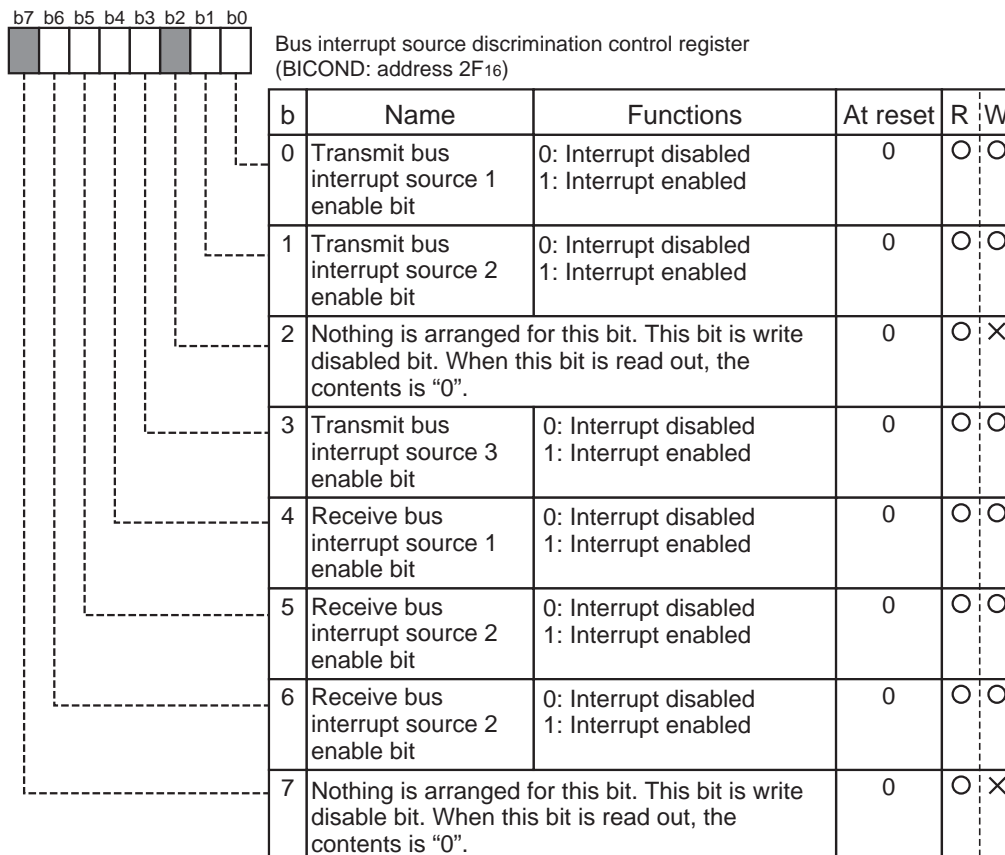 b7 b6 b5 b4 b3 b2 b1 b0
Bus interrupt source discrimination control register
(BICOND: address 2F16)
b Name Functions At reset R W
0 Transmit bus interrupt source 1 enable bit 0: Interrupt disabled 1: Interrupt enabled 0 O O
1 Transmit bus interrupt source 2 enable bit 0: Interrupt disabled 1: Interrupt enabled 0 O O
2 Nothing is arranged for this bit. This bit is write disabled bit. When this bit is read out, the contents is “0”. 0 O ×
3 Transmit bus interrupt source 3 enable bit 0: Interrupt disabled 1: Interrupt enabled 0 O O
4 Receive bus interrupt source 1 enable bit 0: Interrupt disabled 1: Interrupt enabled 0 O O
5 Receive bus interrupt source 2 enable bit 0: Interrupt disabled 1: Interrupt enabled 0 O O
6 Receive bus interrupt source 2 enable bit 0: Interrupt disabled 1: Interrupt enabled 0 O O
7 Nothing is arranged for this bit. This bit is write disable bit. When this bit is read out, the contents is “0”. 0 O ×